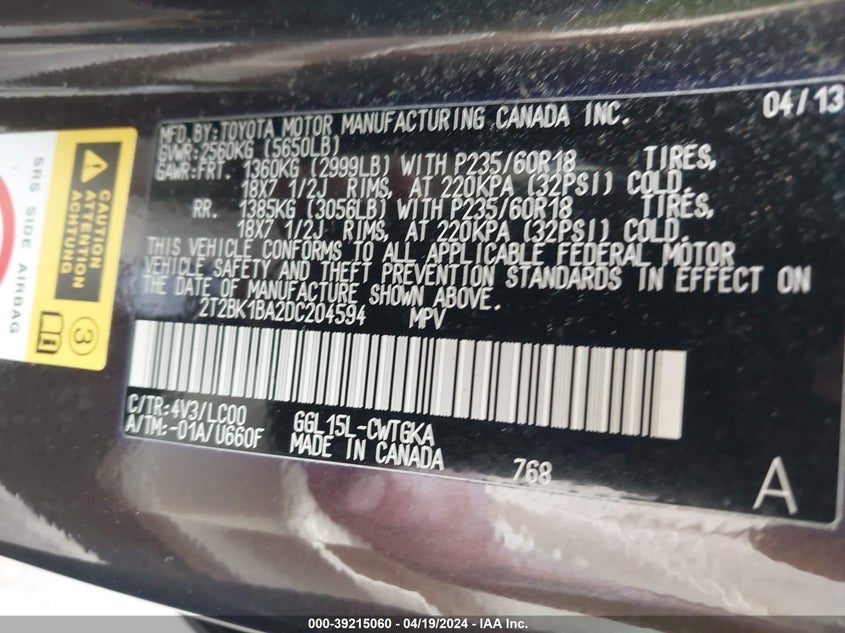 MFD. BY: TOYOTA MOTOR MANUFACTURING CANADA INC. 04/13
GVWR: 2560KG (5650LB)
GAWR: FRT. 1360KG (2999LB) WITH P235/60R18 TIRES,
18X7 1/2J RIMS, AT 220KPA (32PSI) COLD.
RR. 1385KG (3056LB) WITH P235/60R18 TIRES,
18X7 1/2J RIMS, AT 220KPA (32PSI) COLD.
THIS VEHICLE CONFORMS TO ALL APPLICABLE FEDERAL MOTOR
VEHICLE SAFETY AND THEFT PREVENTION STANDARDS IN EFFECT ON
THE DATE OF MANUFACTURE SHOWN ABOVE.
2T2BK1BA2DC204594 MPV
C/TR: 4V3/LC00 GGL15L-CWTGKA
A/TM: -01A/U660F MADE IN CANADA 768
A
SRS SIDE AIRBAG
CAUTION
ATTENTION
ACHTUNG
3
000-39215060 - 04/19/2024 - IAA Inc.